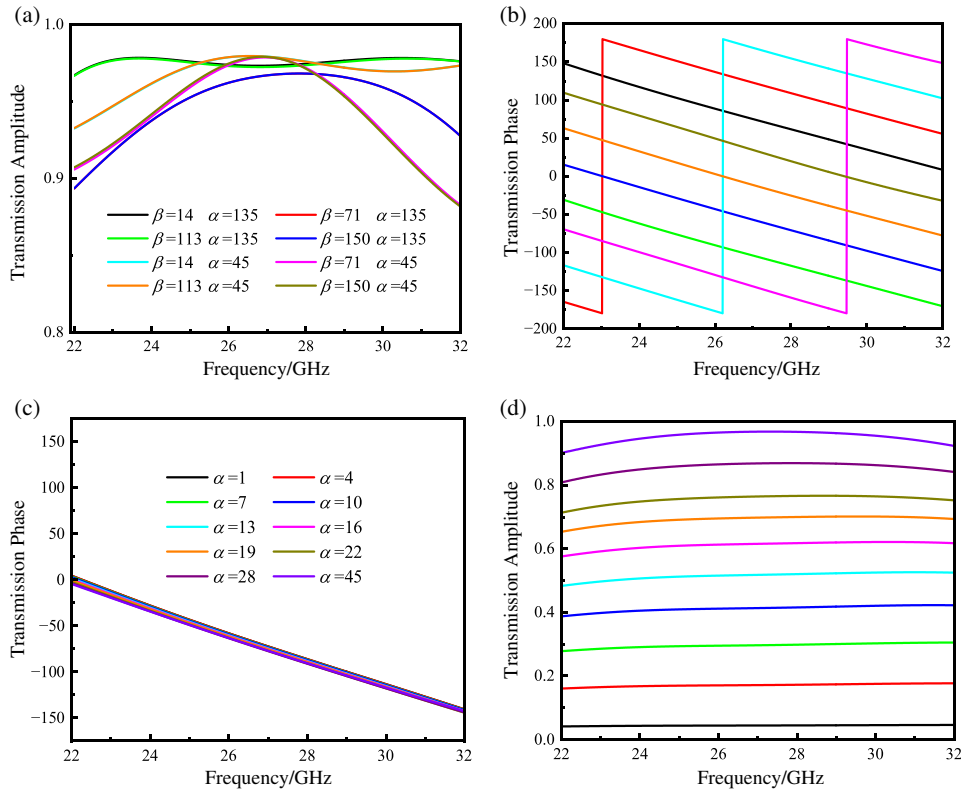 (a)
1.0
0.9
0.8
Transmission Amplitude
β=14 α=135
β=71 α=135
β=113 α=135
β=150 α=135
β=14 α=45
β=71 α=45
β=113 α=45
β=150 α=45
22 24 26 28 30 32
Frequency/GHz
(b)
200
150
100
50
0
−50
−100
−150
−200
Transmission Phase
22 24 26 28 30 32
Frequency/GHz
(c)
150
100
50
0
−50
−100
−150
Transmission Phase
α=1
α=4
α=7
α=10
α=13
α=16
α=19
α=22
α=28
α=45
22 24 26 28 30 32
Frequency/GHz
(d)
1.0
0.8
0.6
0.4
0.2
0.0
Transmission Amplitude
22 24 26 28 30 32
Frequency/GHz